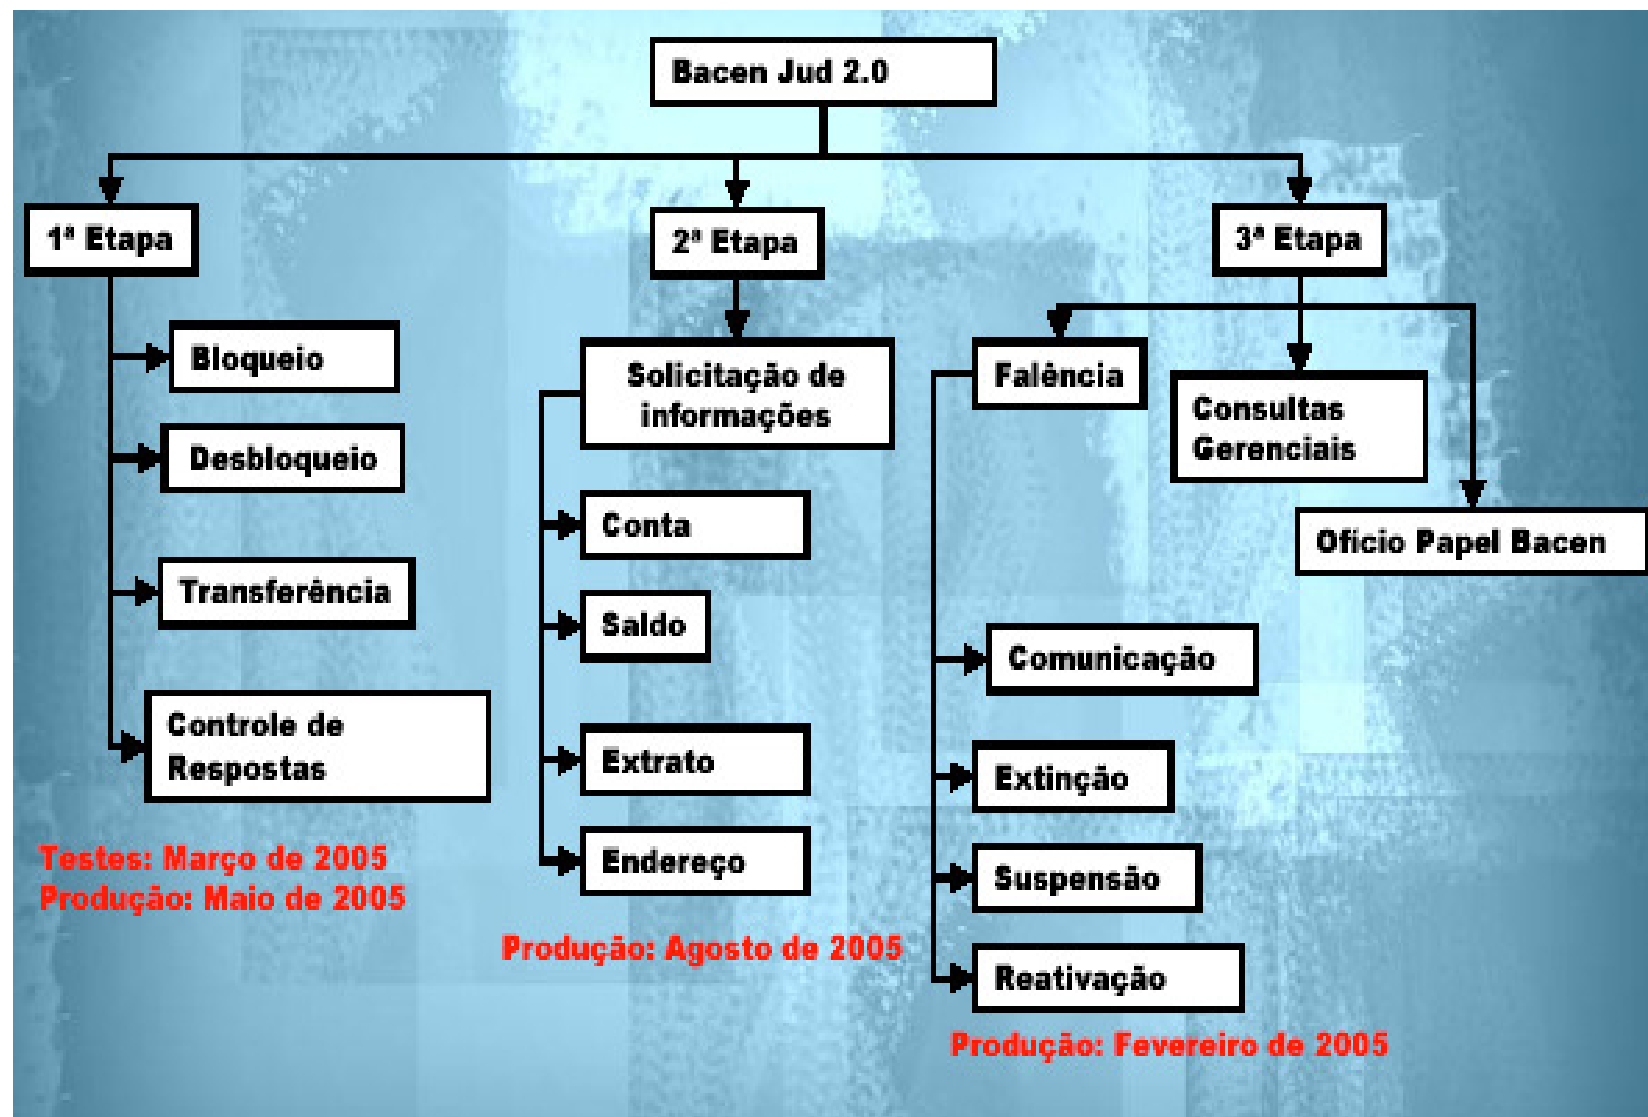 Bacen Jud 2.0
1ª Etapa
Bloqueio
Desbloqueio
Transferência
Controle de
Respostas
Testes: Março de 2005
Produção: Maio de 2005
2ª Etapa
Solicitação de
informações
Conta
Saldo
Extrato
Endereço
Produção: Agosto de 2005
3ª Etapa
Falência
Consultas
Gerenciais
Ofício Papel Bacen
Comunicação
Extinção
Suspensão
Reativação
Produção: Fevereiro de 2005